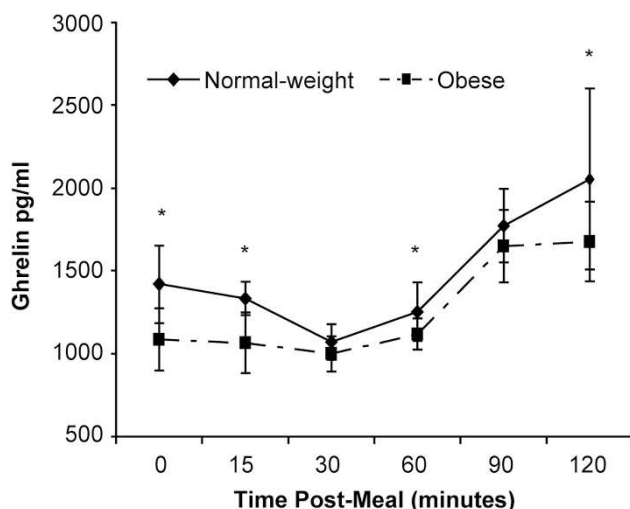 3000
*
Normal-weight Obese
2500
2000
*
* *
1500
1000
500
0 15 30 60 90 120
Ghrelin pg/ml
Time Post-Meal (minutes)